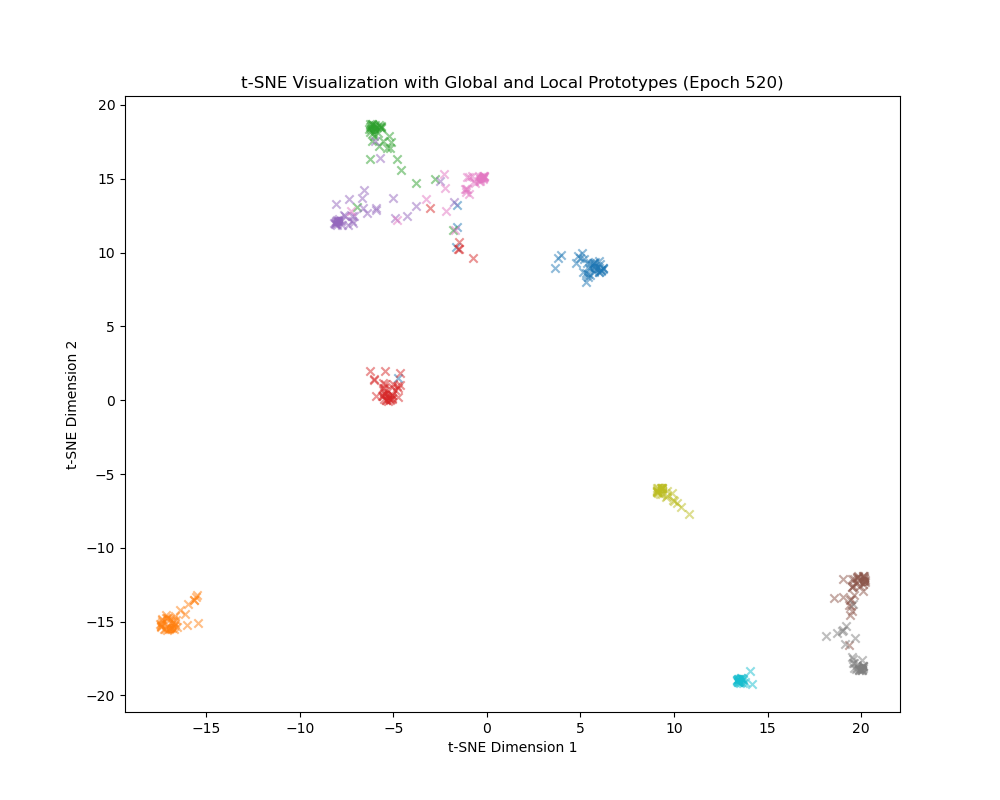 t-SNE Visualization with Global and Local Prototypes (Epoch 520)
20
15
10
5
0
−5
−10
−15
−20
t-SNE Dimension 2
−15 −10 −5 0 5 10 15 20
t-SNE Dimension 1